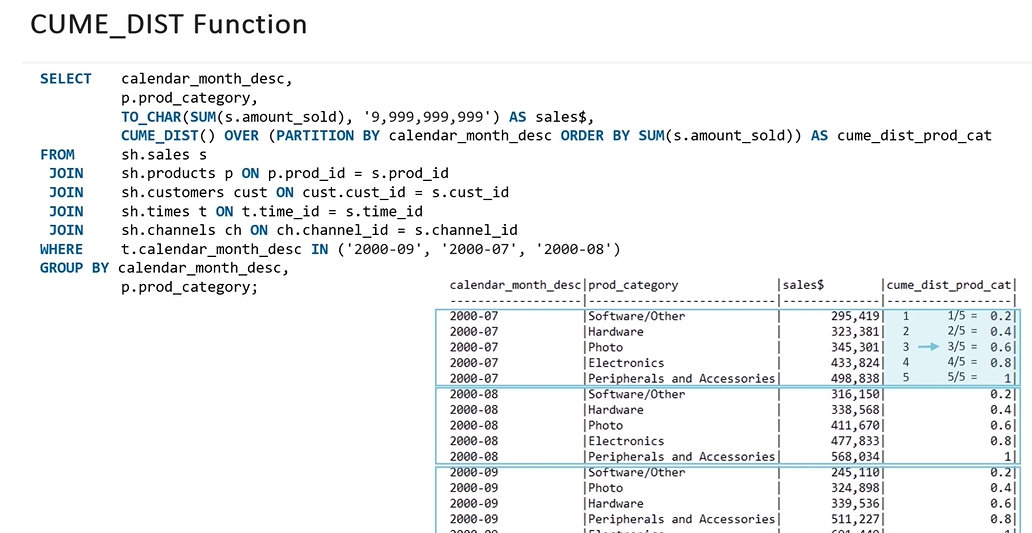 CUME_DIST Function
SELECT calendar_month_desc,
p.prod_category,
TO_CHAR(SUM(s.amount_sold), '9,999,999,999') AS sales$,
CUME_DIST() OVER (PARTITION BY calendar_month_desc ORDER BY SUM(s.amount_sold)) AS cume_dist_prod_cat
FROM sh.sales s
JOIN sh.products p ON p.prod_id = s.prod_id
JOIN sh.customers cust ON cust.cust_id = s.cust_id
JOIN sh.times t ON t.time_id = s.time_id
JOIN sh.channels ch ON ch.channel_id = s.channel_id
WHERE t.calendar_month_desc IN ('2000-09', '2000-07', '2000-08')
GROUP BY calendar_month_desc,
p.prod_category;
calendar_month_desc|prod_category |sales$ |cume_dist_prod_cat|
-------------------|--------------------------|--------------|------------------|
2000-07 |Software/Other | 295,419| 1 1/5 = 0.2|
2000-07 |Hardware | 323,381| 2 2/5 = 0.4|
2000-07 |Photo | 345,301| 3 → 3/5 = 0.6|
2000-07 |Electronics | 433,824| 4 4/5 = 0.8|
2000-07 |Peripherals and Accessories| 498,838| 5 5/5 = 1|
2000-08 |Software/Other | 316,150| 0.2|
2000-08 |Hardware | 338,568| 0.4|
2000-08 |Photo | 411,670| 0.6|
2000-08 |Electronics | 477,833| 0.8|
2000-08 |Peripherals and Accessories| 568,034| 1|
2000-09 |Software/Other | 245,110| 0.2|
2000-09 |Photo | 324,898| 0.4|
2000-09 |Hardware | 339,536| 0.6|
2000-09 |Peripherals and Accessories| 511,227| 0.8|